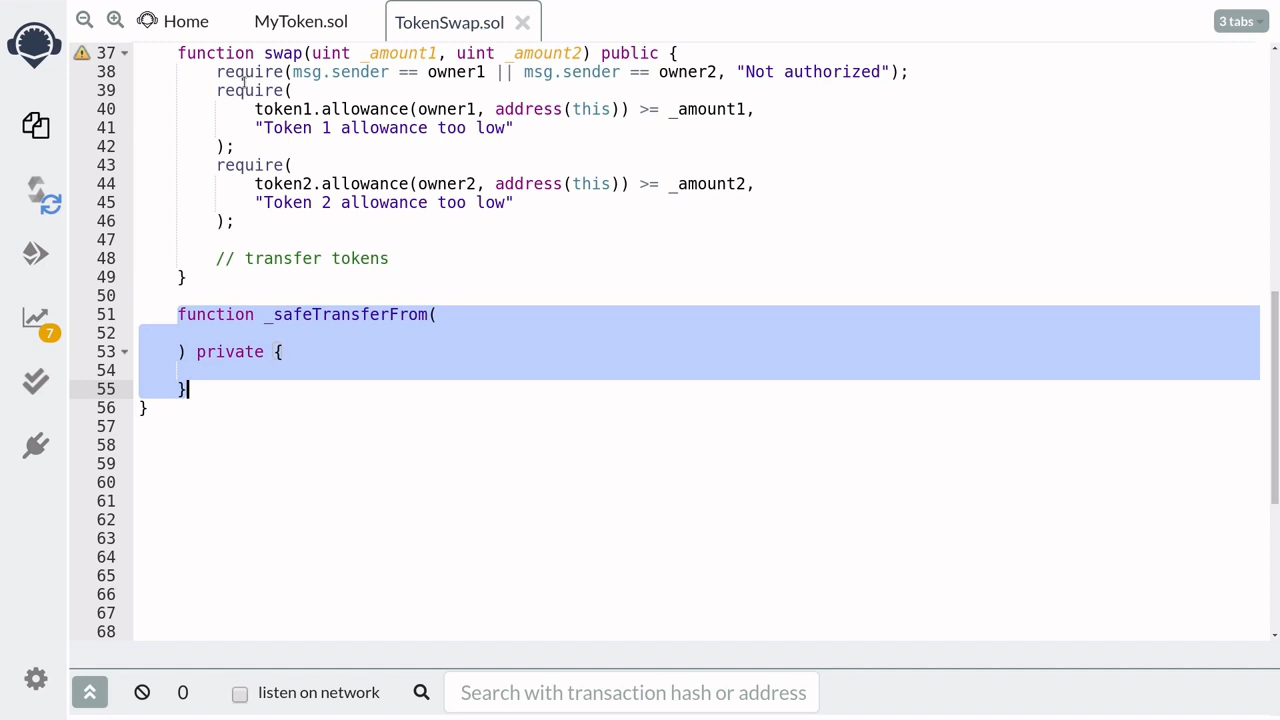 Home
MyToken.sol
TokenSwap.sol
3 tabs
37 function swap(uint _amount1, uint _amount2) public {
38 require(msg.sender == owner1 || msg.sender == owner2, "Not authorized");
39 require(
40 token1.allowance(owner1, address(this)) >= _amount1,
41 "Token 1 allowance too low"
42 );
43 require(
44 token2.allowance(owner2, address(this)) >= _amount2,
45 "Token 2 allowance too low"
46 );
47
48 // transfer tokens
49 }
50
51 function _safeTransferFrom(
52
53 ) private {
54
55 }
56 }
57
58
59
60
61
62
63
64
65
66
67
68
7
0
listen on network
Search with transaction hash or address